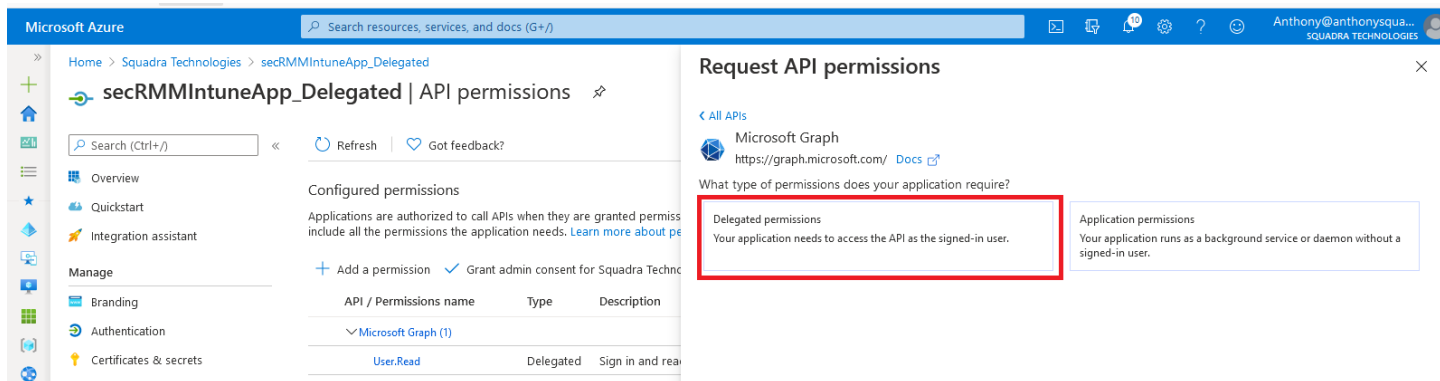 Microsoft Azure
Search resources, services, and docs (G+/)
10
Anthony@anthonysqua...
SQUADRA TECHNOLOGIES
Home > Squadra Technologies > secRMMIntuneApp_Delegated
secRMMIntuneApp_Delegated | API permissions
Search (Ctrl+/)
Overview
Quickstart
Integration assistant
Manage
Branding
Authentication
Certificates & secrets
Refresh
Got feedback?
Configured permissions
Applications are authorized to call APIs when they are granted permiss
include all the permissions the application needs. Learn more about pe
Add a permission
Grant admin consent for Squadra Techno
API / Permissions name Type Description
Microsoft Graph (1)
User.Read Delegated Sign in and rea
Request API permissions
All APIs
Microsoft Graph
https://graph.microsoft.com/ Docs
What type of permissions does your application require?
Delegated permissions
Your application needs to access the API as the signed-in user.
Application permissions
Your application runs as a background service or daemon without a
signed-in user.